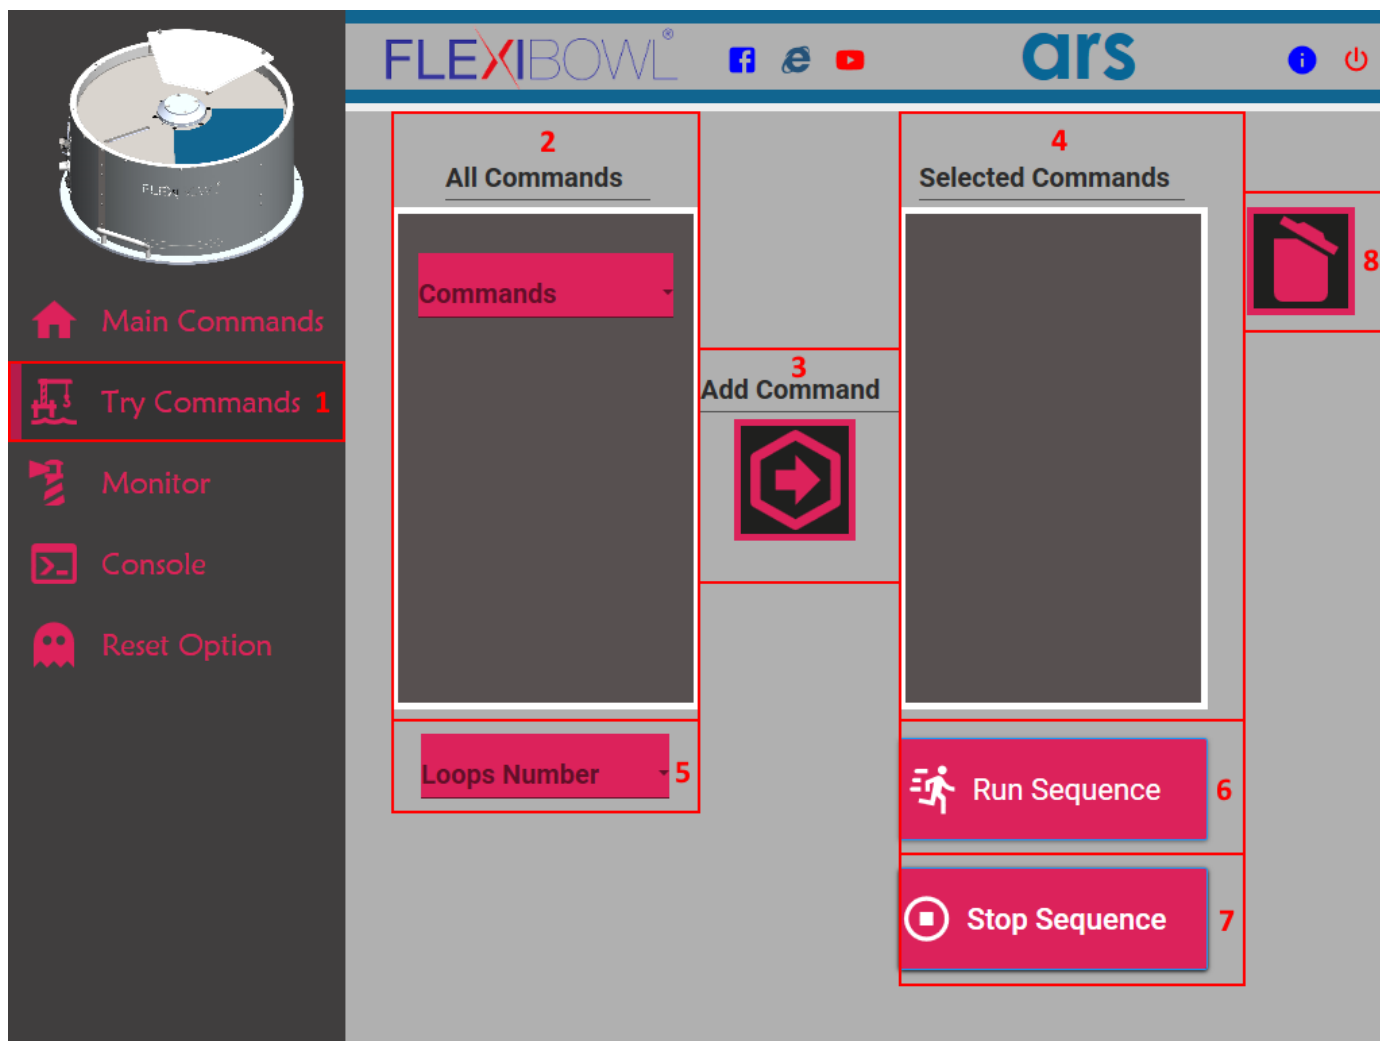 FLEXIBOWL®
ars
2
All Commands
Commands
3
Add Command
4
Selected Commands
8
Main Commands
Try Commands 1
Monitor
Console
Reset Option
Loops Number 5
Run Sequence 6
Stop Sequence 7